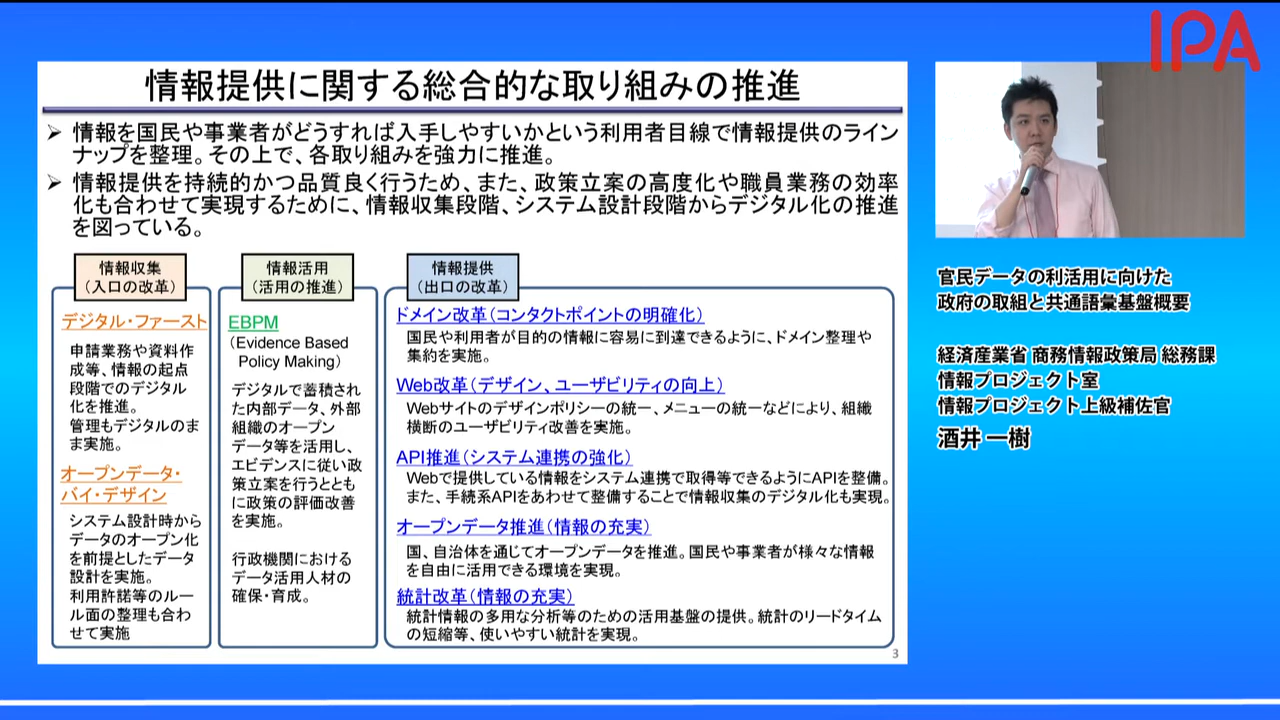 IPA
情報提供に関する総合的な取り組みの推進
➢ 情報を国民や事業者がどうすれば入手しやすいかという利用者目線で情報提供のライン
ナップを整理。その上で、各取り組みを強力に推進。
➢ 情報提供を持続的かつ品質良く行うため、また、政策立案の高度化や職員業務の効率
化も合わせて実現するために、情報収集段階、システム設計段階からデジタル化の推進
を図っている。
情報収集
（入口の改革）
デジタル・ファースト
申請業務や資料作
成等、情報の起点
段階でのデジタル
化を推進。
管理もデジタルのま
ま実施。
オープンデータ・
バイ・デザイン
システム設計時から
データのオープン化
を前提としたデータ
設計を実施。
利用許諾等のルー
ル面の整理も合わ
せて実施
情報活用
（活用の推進）
EBPM
（Evidence Based
Policy Making）
デジタルで蓄積され
た内部データ、外部
組織のオープン
データ等を活用し、
エビデンスに従い政
策立案を行うととも
に政策の評価改善
を実施。
行政機関における
データ活用人材の
確保・育成。
情報提供
（出口の改革）
ドメイン改革（コンタクトポイントの明確化）
国民や利用者が目的の情報に容易に到達できるように、ドメイン整理や
集約を実施。
Web改革（デザイン、ユーザビリティの向上）
Webサイトのデザインポリシーの統一、メニューの統一などにより、組織
横断のユーザビリティ改善を実施。
API推進（システム連携の強化）
Webで提供している情報をシステム連携で取得等できるようにAPIを整備。
また、手続系APIをあわせて整備することで情報収集のデジタル化も実現。
オープンデータ推進（情報の充実）
国、自治体を通じてオープンデータを推進。国民や事業者が様々な情報
を自由に活用できる環境を実現。
統計改革（情報の充実）
統計情報の多用な分析等のための活用基盤の提供。統計のリードタイム
の短縮等、使いやすい統計を実現。
3
官民データの利活用に向けた
政府の取組と共通語彙基盤概要
経済産業省 商務情報政策局 総務課
情報プロジェクト室
情報プロジェクト上級補佐官
酒井 一樹